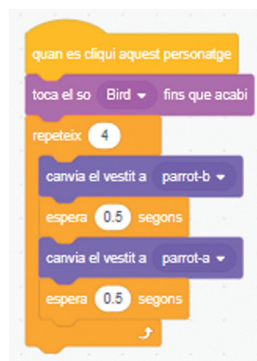 quan es cliqui aquest personatge
toca el so Bird fins que acabi
repeteix 4
canvia el vestit a parrot-b
espera 0.5 segons
canvia el vestit a parrot-a
espera 0.5 segons